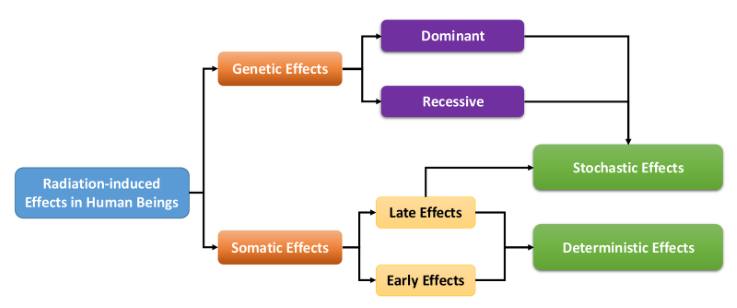 Dominant
Genetic Effects
Recessive
Stochastic Effects
Radiation-induced
Effects in Human Beings
Late Effects
Somatic Effects
Deterministic Effects
Early Effects